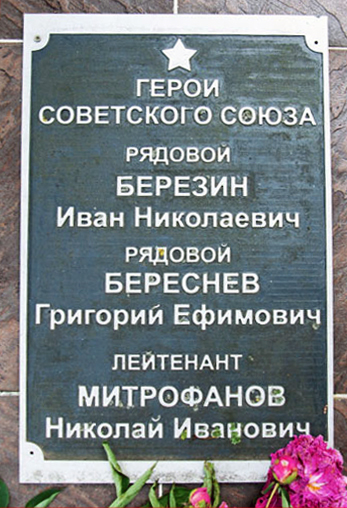 ГЕРОИ
СОВЕТСКОГО СОЮЗА
РЯДОВОЙ
БЕРЕЗИН
Иван Николаевич
РЯДОВОЙ
БЕРЕСНЕВ
Григорий Ефимович
ЛЕЙТЕНАНТ
МИТРОФАНОВ
Николай Иванович